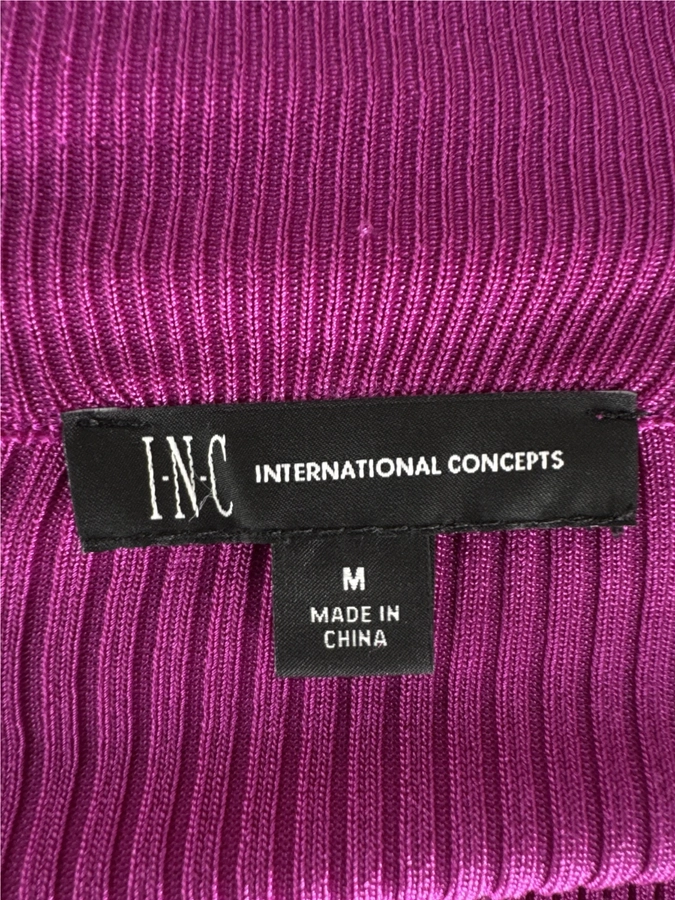 I-N-C INTERNATIONAL CONCEPTS
M
MADE IN
CHINA